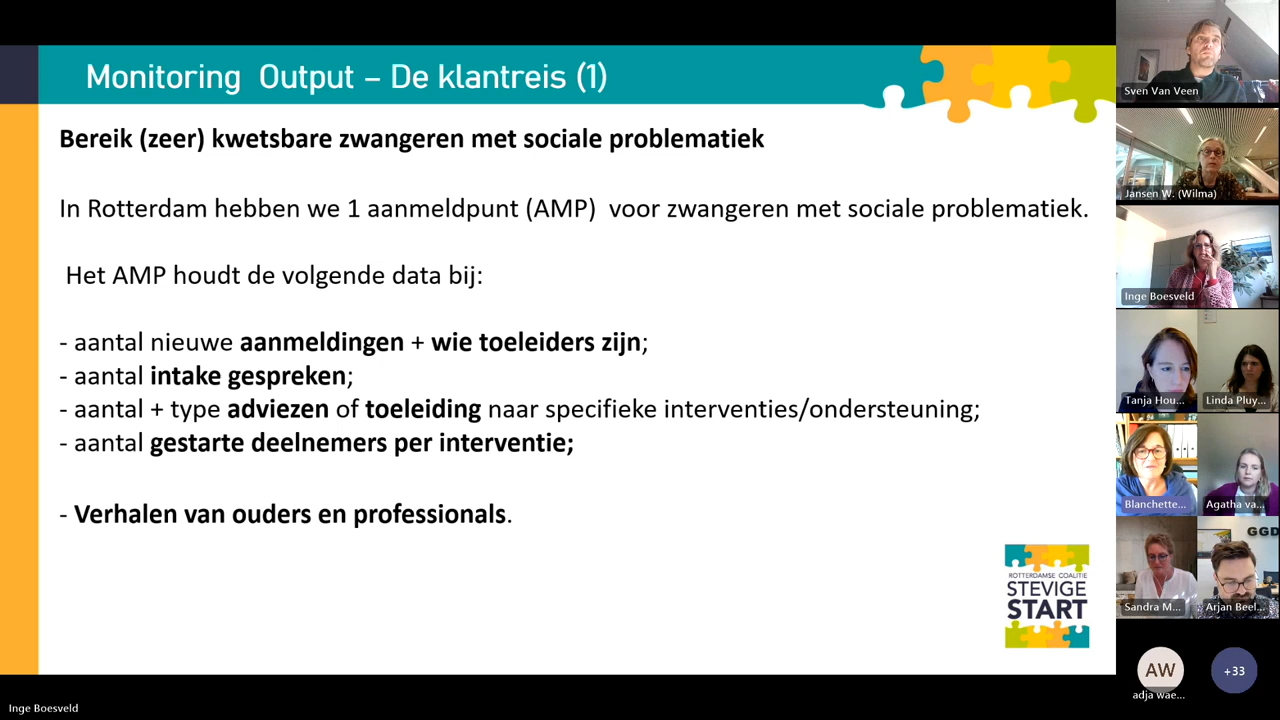 Monitoring Output – De klantreis (1)
Bereik (zeer) kwetsbare zwangeren met sociale problematiek
In Rotterdam hebben we 1 aanmeldpunt (AMP) voor zwangeren met sociale problematiek.
Het AMP houdt de volgende data bij:
- aantal nieuwe aanmeldingen + wie toeleiders zijn;
- aantal intake gespreken;
- aantal + type adviezen of toeleiding naar specifieke interventies/ondersteuning;
- aantal gestarte deelnemers per interventie;
- Verhalen van ouders en professionals.
ROTTERDAMSE COALITIE
STEVIGE
START
Sven Van Veen
Jansen W. (Wilma)
Inge Boesveld
Tanja Hou...
Linda Pluy...
Blanchette...
Agatha va...
GGD
Sandra M...
Arjan Beel...
AW
+33
adja wae...
Inge Boesveld